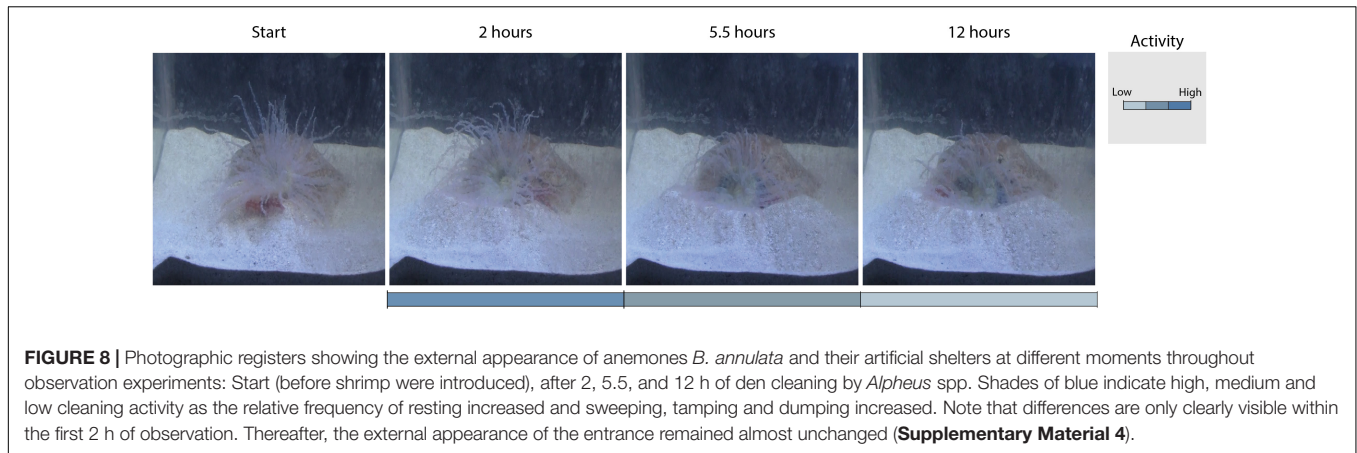 Start
2 hours
5.5 hours
12 hours
Activity
Low High
FIGURE 8 | Photographic registers showing the external appearance of anemones B. annulata and their artificial shelters at different moments throughout
observation experiments: Start (before shrimp were introduced), after 2, 5.5, and 12 h of den cleaning by Alpheus spp. Shades of blue indicate high, medium and
low cleaning activity as the relative frequency of resting increased and sweeping, tamping and dumping increased. Note that differences are only clearly visible within
the first 2 h of observation. Thereafter, the external appearance of the entrance remained almost unchanged (Supplementary Material 4).